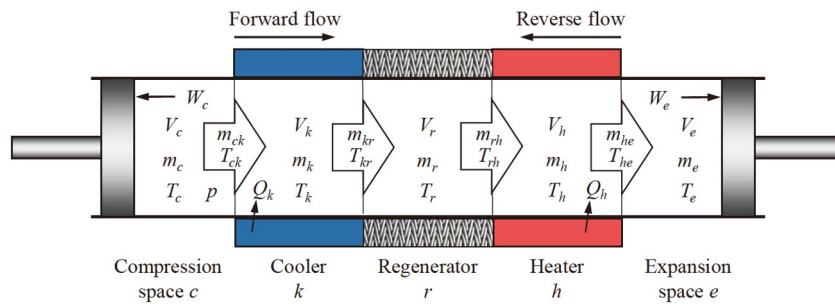 Forward flow Reverse flow
W_c W_e
V_c m_ck V_k m_kr V_r m_rh V_h m_he V_e
T_ck T_kr T_rh T_he
m_c m_k m_r m_h m_e
T_c p Q_k T_k T_r T_h Q_h T_e
Compression Cooler Regenerator Heater Expansion
space c k r h space e